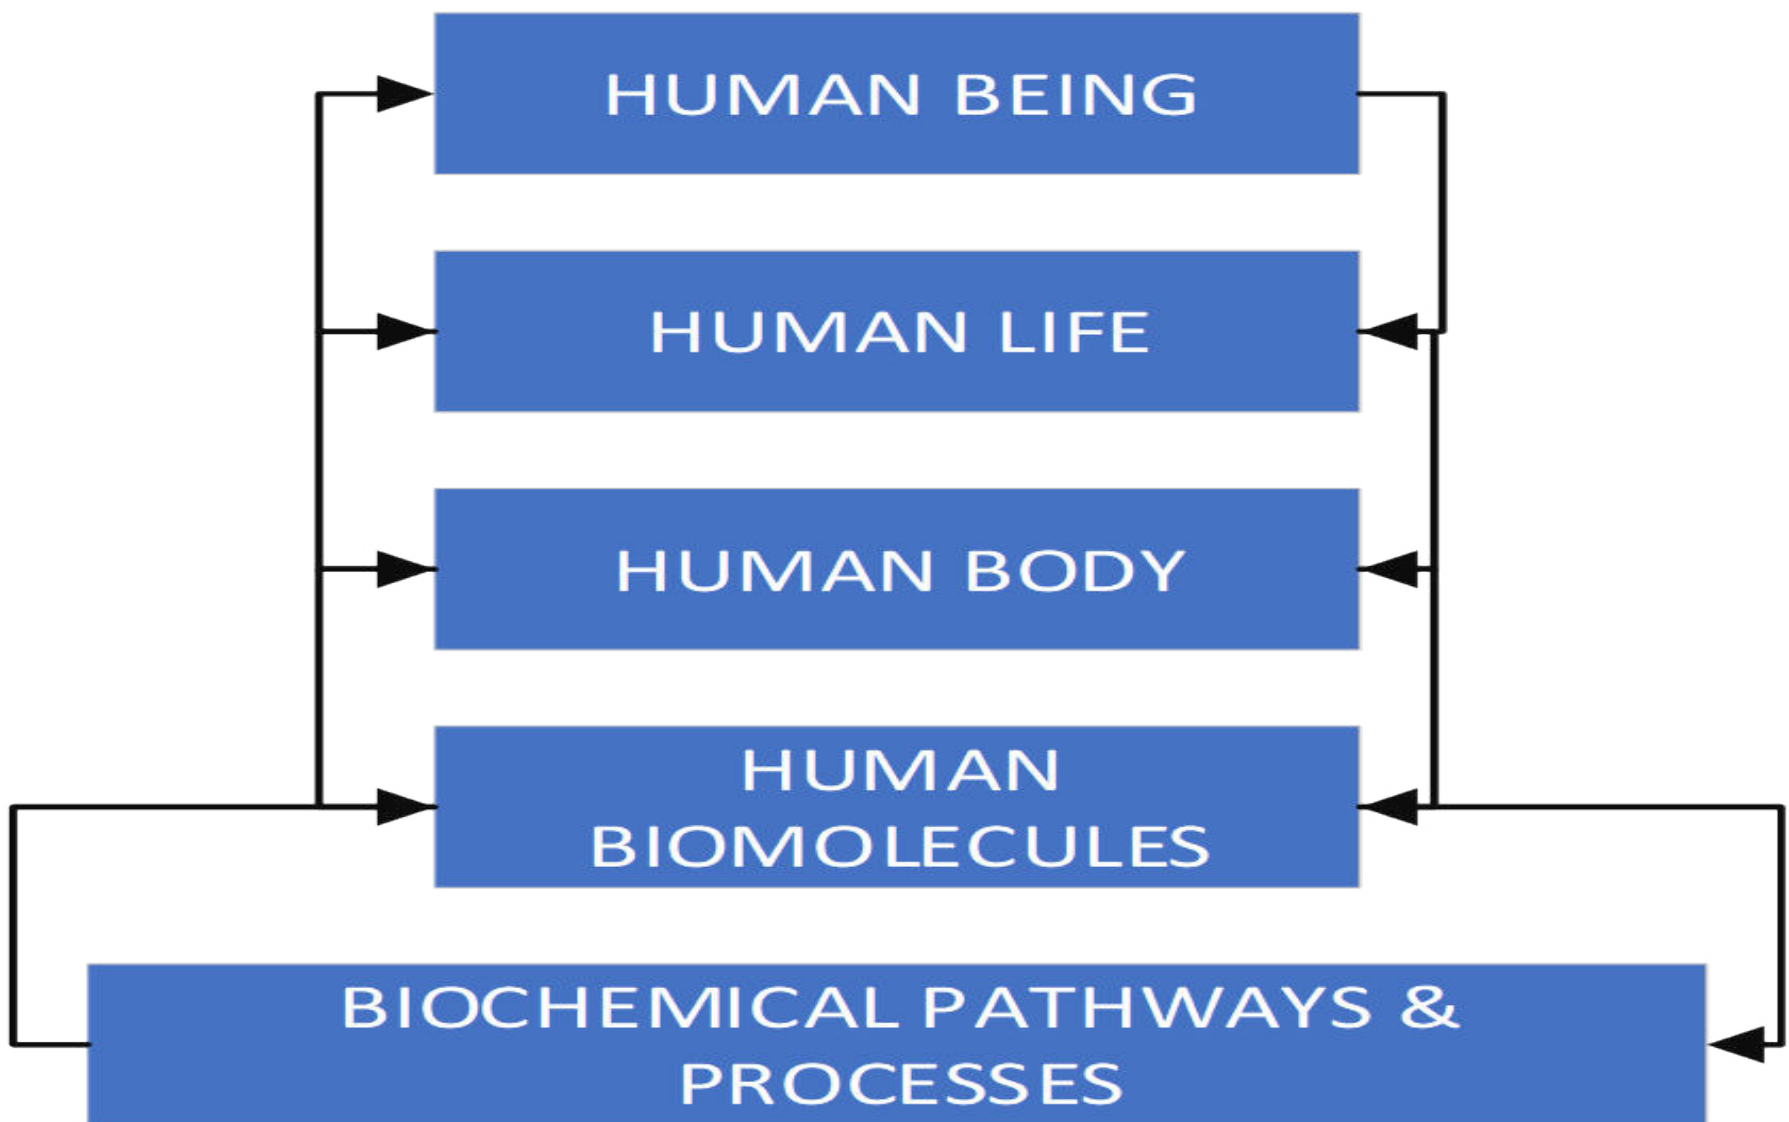 HUMAN BEING
HUMAN LIFE
HUMAN BODY
HUMAN
BIOMOLECULES
BIOCHEMICAL PATHWAYS &
PROCESSES